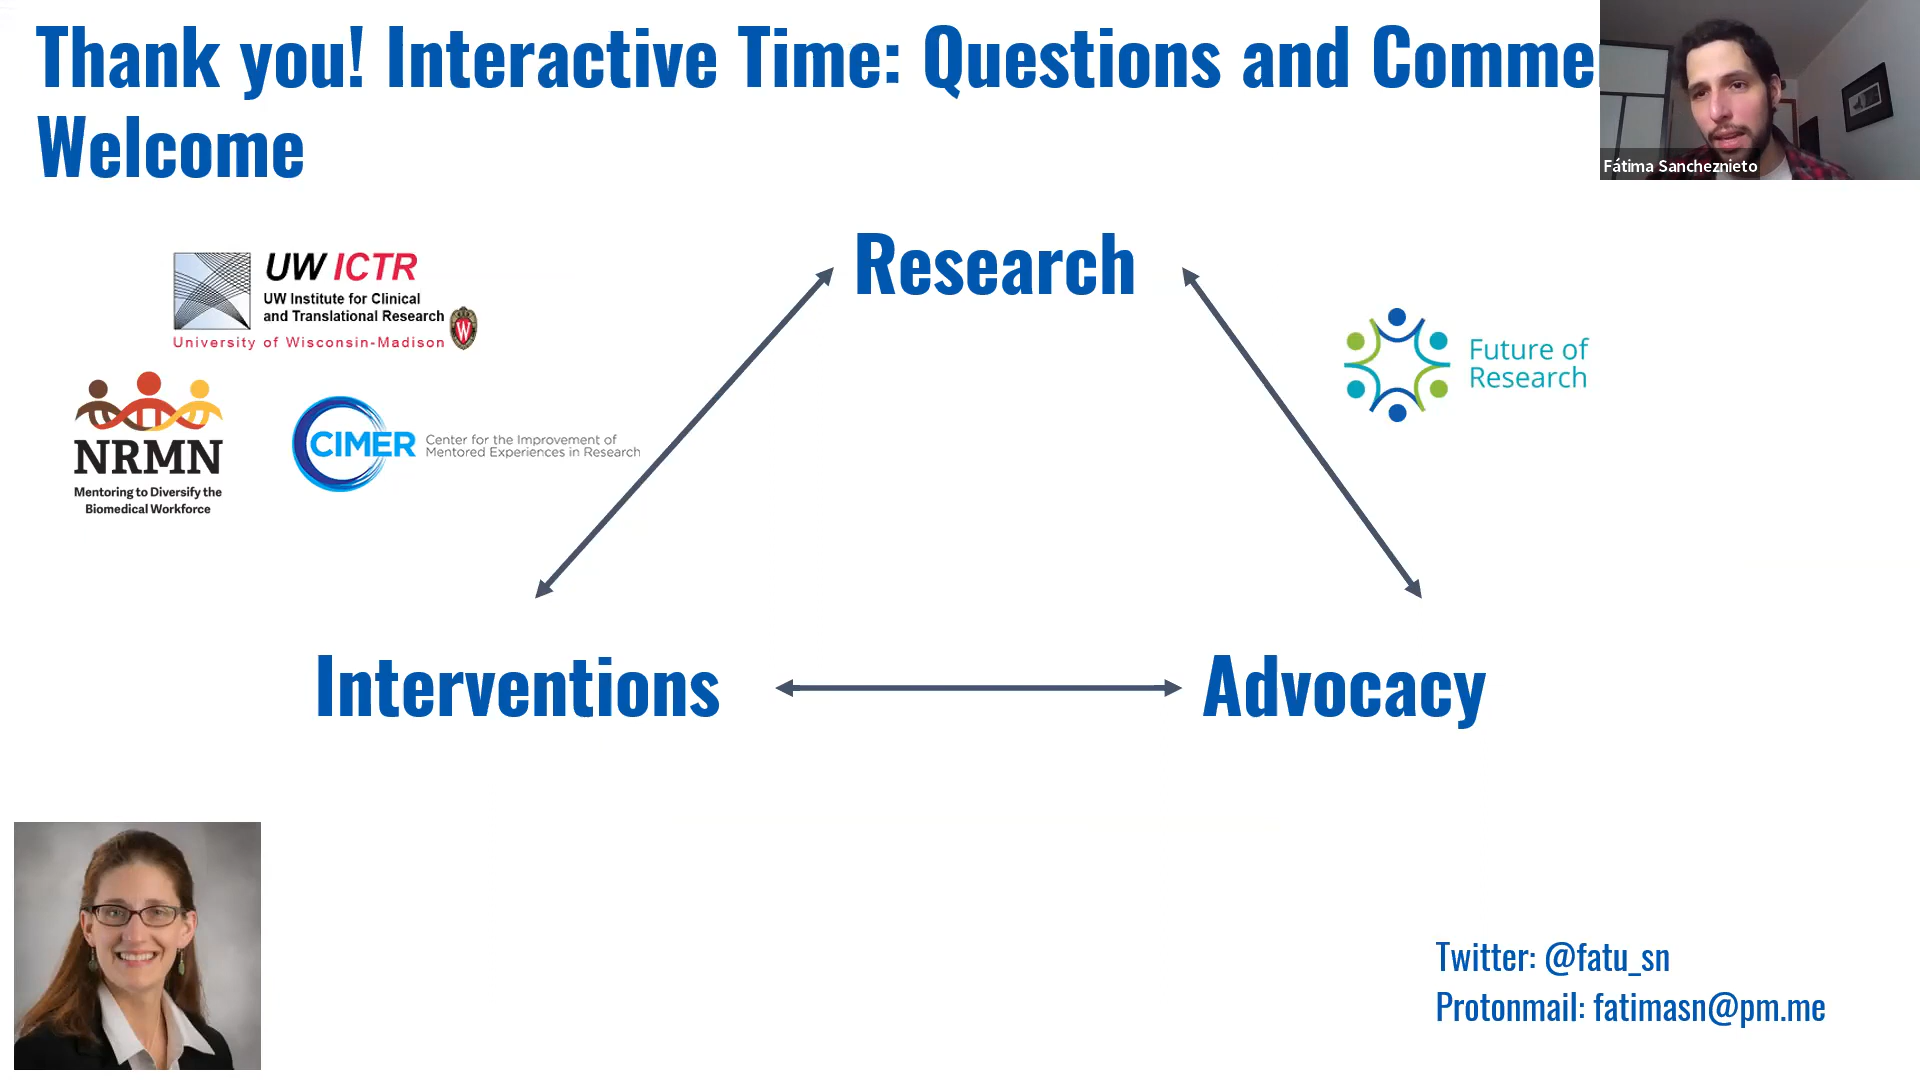 Thank you! Interactive Time: Questions and Comme
Welcome
Fátima Sancheznieto
Research
UW ICTR
UW Institute for Clinical
and Translational Research
University of Wisconsin-Madison
W
Future of
Research
NRMN
Mentoring to Diversify the
Biomedical Workforce
CIMER
Center for the Improvement of
Mentored Experiences in Research
Interventions
Advocacy
Twitter: @fatu_sn
Protonmail: fatimasn@pm.me